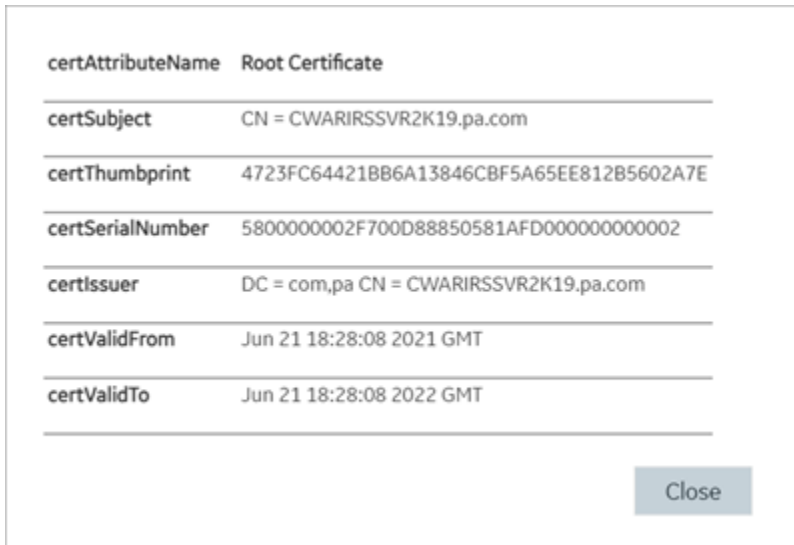 certAttributeName Root Certificate
certSubject CN = CWARIRSSVR2K19.pa.com
certThumbprint 4723FC64421BB6A13846CBF5A65EE812B5602A7E
certSerialNumber 5800000002F700D88850581AFD000000000002
certIssuer DC = com,pa CN = CWARIRSSVR2K19.pa.com
certValidFrom Jun 21 18:28:08 2021 GMT
certValidTo Jun 21 18:28:08 2022 GMT
Close